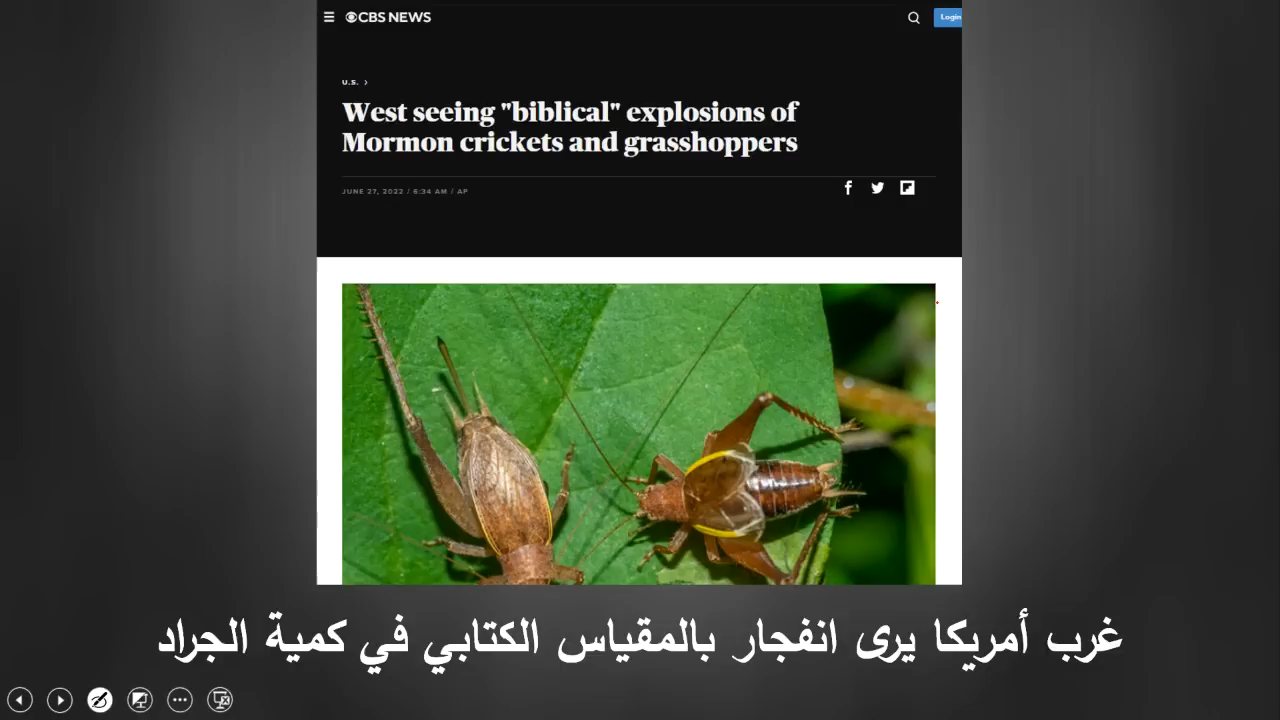 CBS NEWS
Login
U.S.
West seeing "biblical" explosions of
Mormon crickets and grasshoppers
JUNE 27, 2022 / 6:34 AM / AP
غرب أمريكا يرى انفجار بالمقياس الكتابي في كمية الجراد